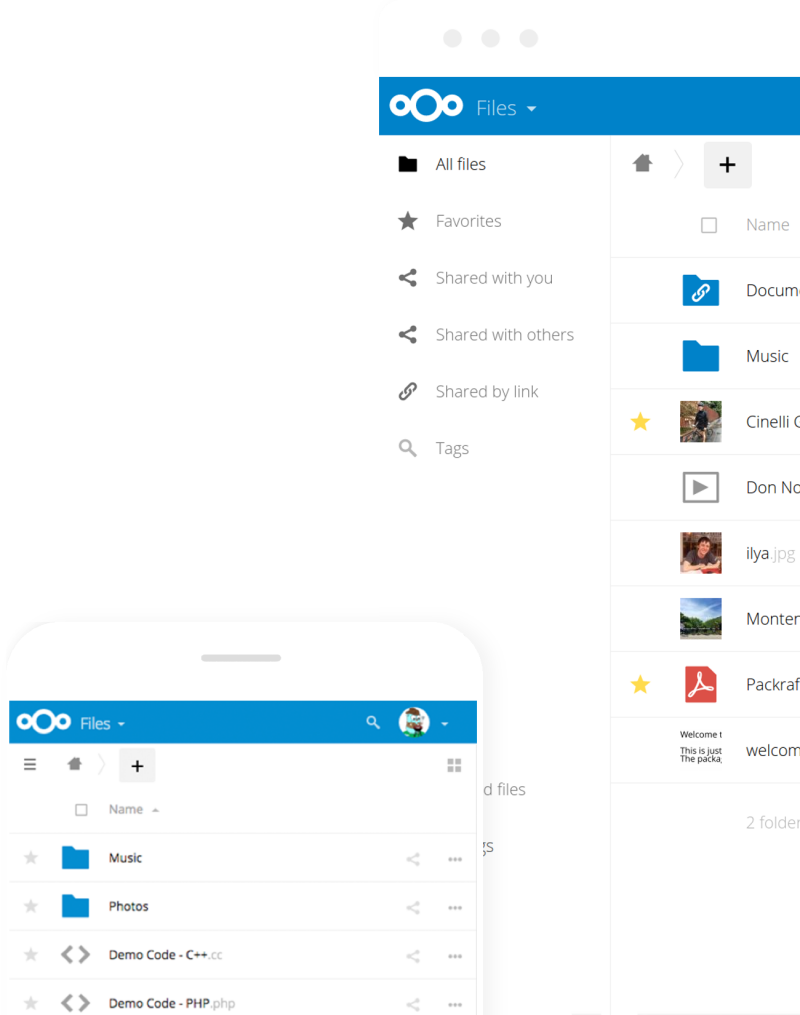 Files
All files
Favorites
Shared with you
Shared with others
Shared by link
Tags
Name
Docum
Music
Cinelli
Don No
ilya.jpg
Monter
Packraf
Welcome t
This is just
The packa
welcom
2 folder
d files
gs
Files
Name
Music
Photos
Demo Code - C++.cc
Demo Code - PHP.php